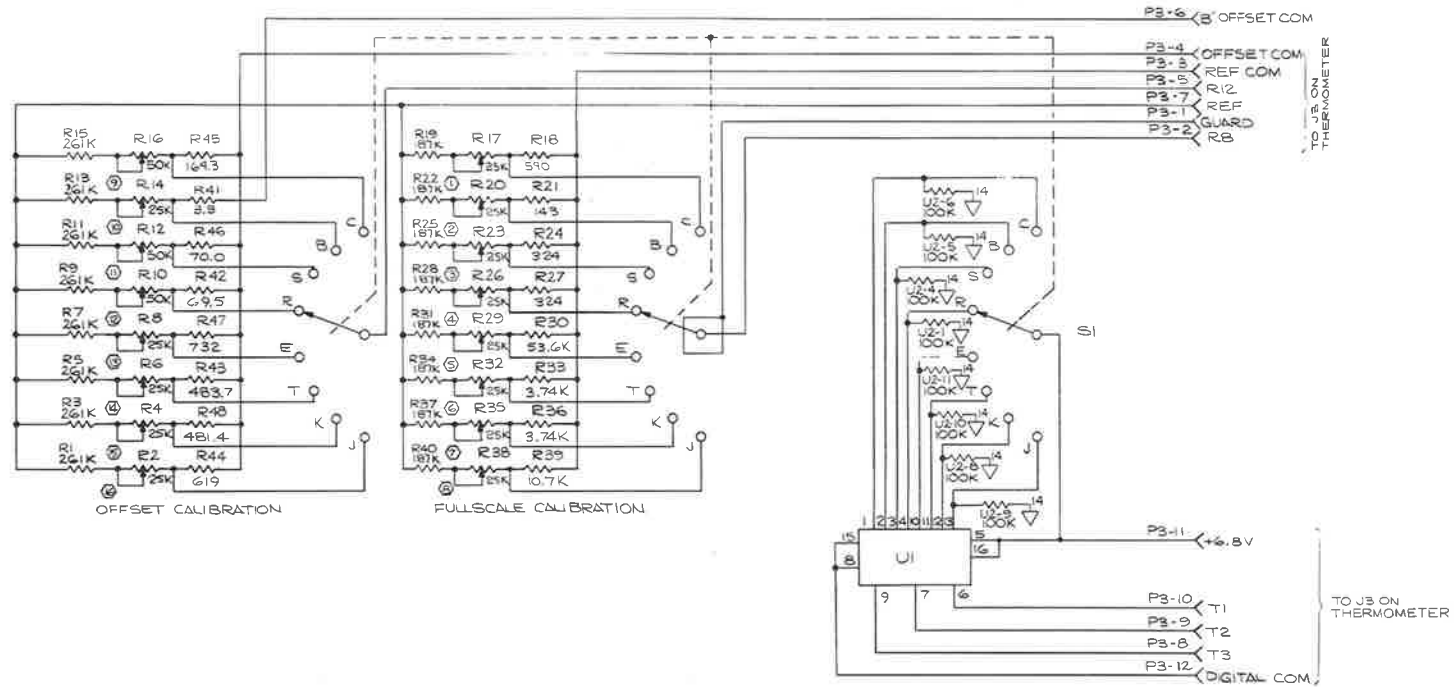 P3-6 B OFFSET COM
P3-4 OFFSET COM
P3-3 REF COM
P3-5 R12
P3-7 REF
P3-1 GUARD
P3-2 R8
TO J3 ON
THERMOMETER
R15 R16 R45
261K 50K 169.3
R13 9 R14 R41
261K 25K 3.9
R11 10 R12 R46
261K 50K 70.0
R9 11 R10 R42
261K 50K 69.5
R7 12 R8 R47
261K 25K 732
R5 13 R6 R43
261K 25K 483.7
R3 14 R4 R48
261K 25K 481.4
R1 15 R2 R44
261K 25K 619
16
C
B
S
R
E
T
K
J
OFFSET CALIBRATION
R19 R17 R18
187K 25K 590
R22 1 R20 R21
187K 25K 143
R25 2 R23 R24
187K 25K 324
R28 3 R26 R27
187K 25K 324
R31 4 R29 R30
187K 25K 53.6K
R34 5 R32 R33
187K 25K 3.74K
R37 6 R35 R36
187K 25K 3.74K
R40 7 R38 R39
187K 25K 10.7K
8
C
B
S
R
E
T
K
J
FULLSCALE CALIBRATION
14
U2-6
100K
C
14
U2-5
100K
B
S
14
U2-4
100K
R
14
U2-1
100K
S1
E
14
U2-11
100K
T
14
U2-10
100K
K
14
U2-8
100K
J
14
U2-9
100K
1 2 3 4 10 11 12 13
15 5
8 U1 16
9 7 6
P3-11 +6.8V
P3-10 T1
P3-9 T2
P3-8 T3
P3-12 DIGITAL COM
TO J3 ON
THERMOMETER